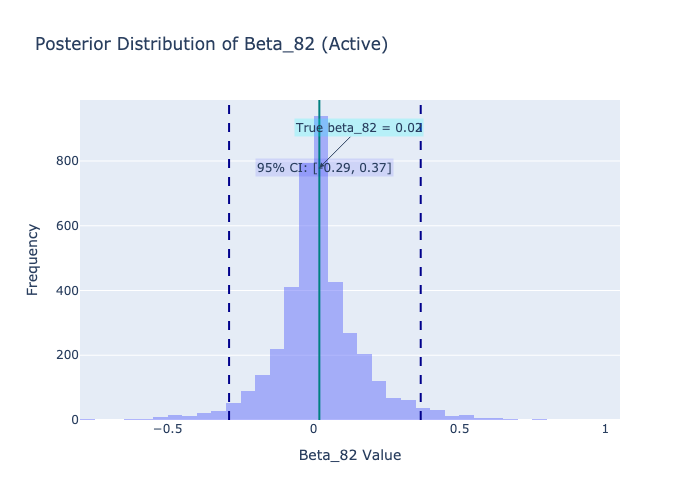 Posterior Distribution of Beta_82 (Active)
True beta_82 = 0.02
95% CI: [-0.29, 0.37]
800
600
400
200
0
Frequency
−0.5
0
0.5
1
Beta_82 Value